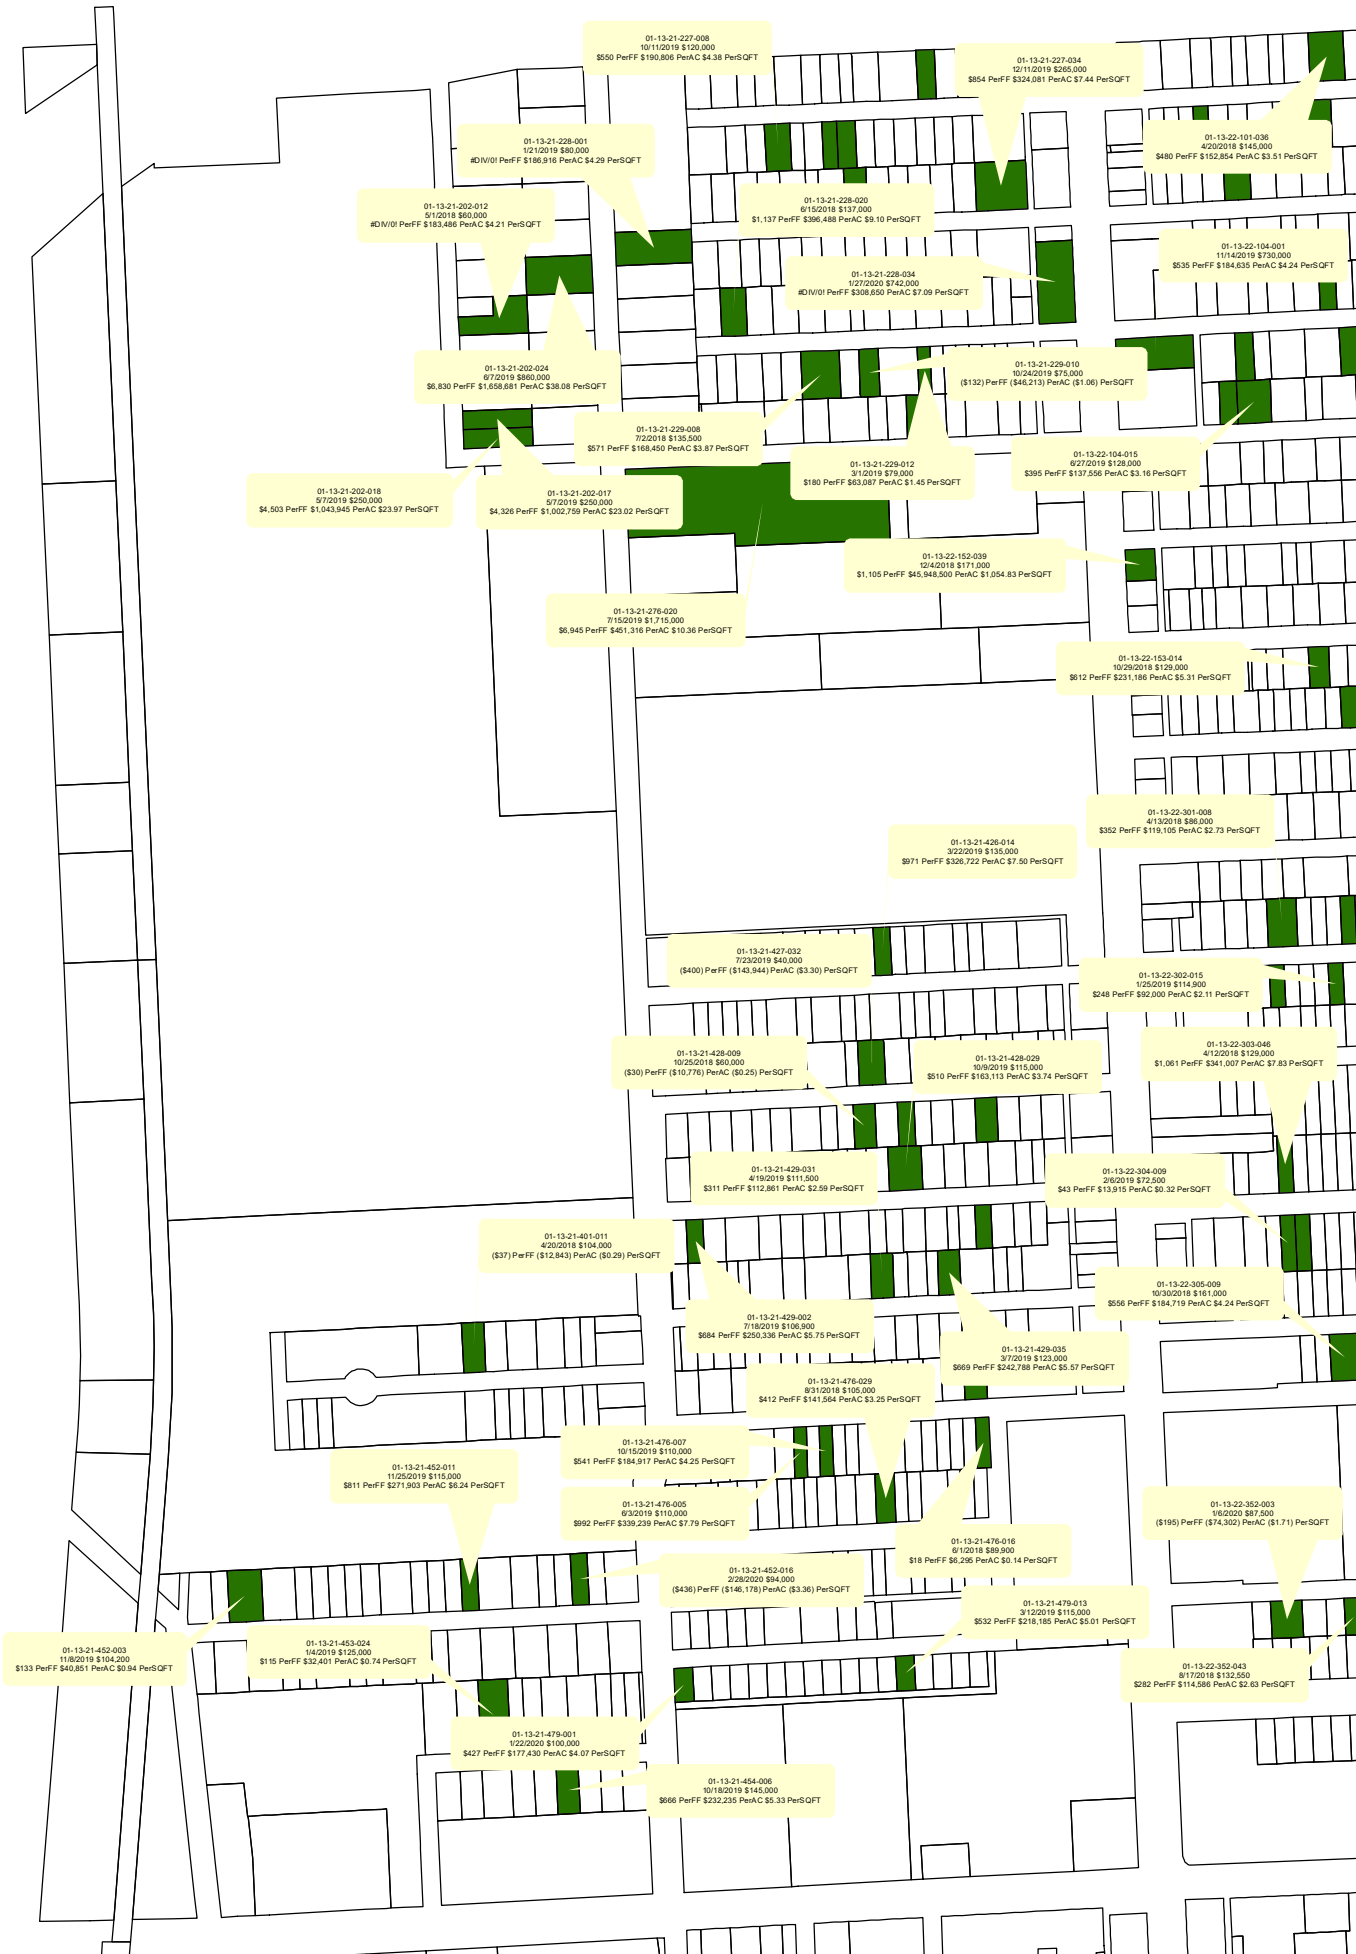 01-13-21-227-008
10/11/2019 $120,000
$550 PerFF $190,806 PerAC $4.38 PerSQFT
01-13-21-227-034
12/11/2019 $265,000
$854 PerFF $324,081 PerAC $7.44 PerSQFT
01-13-21-228-001
1/21/2019 $80,000
#DIV/0! PerFF $186,916 PerAC $4.29 PerSQFT
01-13-22-101-036
4/20/2018 $145,000
$480 PerFF $152,854 PerAC $3.51 PerSQFT
01-13-21-202-012
5/1/2018 $60,000
#DIV/0! PerFF $183,486 PerAC $4.21 PerSQFT
01-13-21-228-020
6/15/2018 $137,000
$1,137 PerFF $396,488 PerAC $9.10 PerSQFT
01-13-22-104-001
11/14/2019 $730,000
$535 PerFF $184,635 PerAC $4.24 PerSQFT
01-13-21-228-034
1/27/2020 $742,000
#DIV/0! PerFF $308,650 PerAC $7.09 PerSQFT
01-13-21-202-024
6/7/2019 $860,000
$6,830 PerFF $1,658,681 PerAC $38.08 PerSQFT
01-13-21-229-010
10/24/2019 $75,000
($132) PerFF ($46,213) PerAC ($1.06) PerSQFT
01-13-21-229-008
7/2/2018 $135,500
$571 PerFF $168,450 PerAC $3.87 PerSQFT
01-13-21-229-012
3/1/2019 $79,000
$180 PerFF $63,087 PerAC $1.45 PerSQFT
01-13-22-104-015
6/27/2019 $128,000
$395 PerFF $137,556 PerAC $3.16 PerSQFT
01-13-21-202-018
5/7/2019 $250,000
$4,503 PerFF $1,043,945 PerAC $23.97 PerSQFT
01-13-21-202-017
5/7/2019 $250,000
$4,326 PerFF $1,002,759 PerAC $23.02 PerSQFT
01-13-22-152-039
12/4/2018 $171,000
$1,105 PerFF $45,948,500 PerAC $1,054.83 PerSQFT
01-13-21-276-020
7/15/2019 $1,715,000
$6,945 PerFF $451,316 PerAC $10.36 PerSQFT
01-13-22-153-014
10/29/2018 $129,000
$612 PerFF $231,186 PerAC $5.31 PerSQFT
01-13-22-301-008
4/13/2018 $86,000
$352 PerFF $119,105 PerAC $2.73 PerSQFT
01-13-21-426-014
3/22/2019 $135,000
$971 PerFF $326,722 PerAC $7.50 PerSQFT
01-13-21-427-032
7/23/2019 $40,000
($400) PerFF ($143,944) PerAC ($3.30) PerSQFT
01-13-22-302-015
1/25/2019 $114,900
$248 PerFF $92,000 PerAC $2.11 PerSQFT
01-13-22-303-046
4/12/2018 $129,000
$1,061 PerFF $341,007 PerAC $7.83 PerSQFT
01-13-21-428-009
10/25/2018 $60,000
($30) PerFF ($10,776) PerAC ($0.25) PerSQFT
01-13-21-428-029
10/9/2019 $115,000
$510 PerFF $163,113 PerAC $3.74 PerSQFT
01-13-21-429-031
4/19/2019 $111,500
$311 PerFF $112,861 PerAC $2.59 PerSQFT
01-13-22-304-009
2/6/2019 $72,500
$43 PerFF $13,915 PerAC $0.32 PerSQFT
01-13-21-401-011
4/20/2018 $104,000
($37) PerFF ($12,843) PerAC ($0.29) PerSQFT
01-13-22-305-009
10/30/2018 $161,000
$556 PerFF $184,719 PerAC $4.24 PerSQFT
01-13-21-429-002
7/18/2019 $106,900
$684 PerFF $250,336 PerAC $5.75 PerSQFT
01-13-21-429-035
3/7/2019 $123,000
$669 PerFF $242,788 PerAC $5.57 PerSQFT
01-13-21-476-029
8/31/2018 $105,000
$412 PerFF $141,564 PerAC $3.25 PerSQFT
01-13-21-476-007
10/15/2019 $110,000
$541 PerFF $184,917 PerAC $4.25 PerSQFT
01-13-21-452-011
11/25/2019 $115,000
$811 PerFF $271,903 PerAC $6.24 PerSQFT
01-13-21-476-005
6/3/2019 $110,000
$992 PerFF $339,239 PerAC $7.79 PerSQFT
01-13-22-352-003
1/6/2020 $87,500
($195) PerFF ($74,302) PerAC ($1.71) PerSQFT
01-13-21-476-016
6/1/2018 $89,900
$18 PerFF $6,295 PerAC $0.14 PerSQFT
01-13-21-452-016
2/28/2020 $94,000
($436) PerFF ($146,178) PerAC ($3.36) PerSQFT
01-13-21-479-013
3/12/2019 $115,000
$532 PerFF $218,185 PerAC $5.01 PerSQFT
01-13-21-452-003
11/8/2019 $104,200
$133 PerFF $40,851 PerAC $0.94 PerSQFT
01-13-21-453-024
1/4/2019 $125,000
$115 PerFF $32,401 PerAC $0.74 PerSQFT
01-13-22-352-043
8/17/2018 $132,550
$282 PerFF $114,586 PerAC $2.63 PerSQFT
01-13-21-479-001
1/22/2020 $100,000
$427 PerFF $177,430 PerAC $4.07 PerSQFT
01-13-21-454-006
10/18/2019 $145,000
$666 PerFF $232,235 PerAC $5.33 PerSQFT